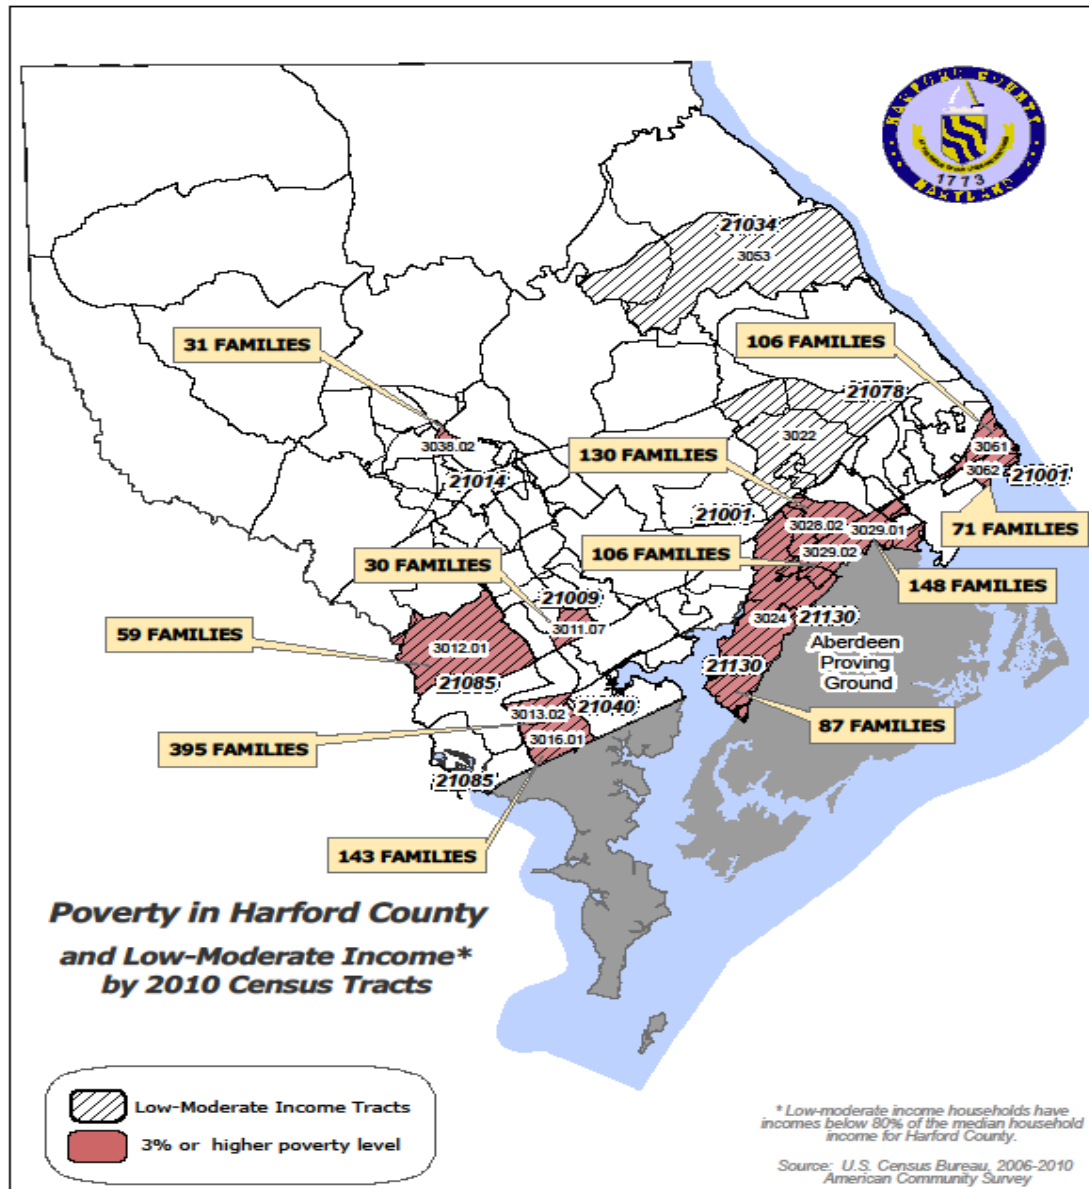 HARFORD COUNTY
1773
MARYLAND
21034
3053
31 FAMILIES
106 FAMILIES
21078
3022
3038.02
3061
130 FAMILIES
3062
21001
21014
21001
71 FAMILIES
3028.02
3029.01
106 FAMILIES
3029.02
30 FAMILIES
148 FAMILIES
21009
59 FAMILIES
3011.07
3024
21130
3012.01
Aberdeen
Proving
Ground
21130
21085
3013.02
21040
87 FAMILIES
395 FAMILIES
3016.01
21085
143 FAMILIES
Poverty in Harford County
and Low-Moderate Income*
by 2010 Census Tracts
Low-Moderate Income Tracts
3% or higher poverty level
* Low-moderate income households have
incomes below 80% of the median household
income for Harford County.
Source: U.S. Census Bureau, 2006-2010
American Community Survey